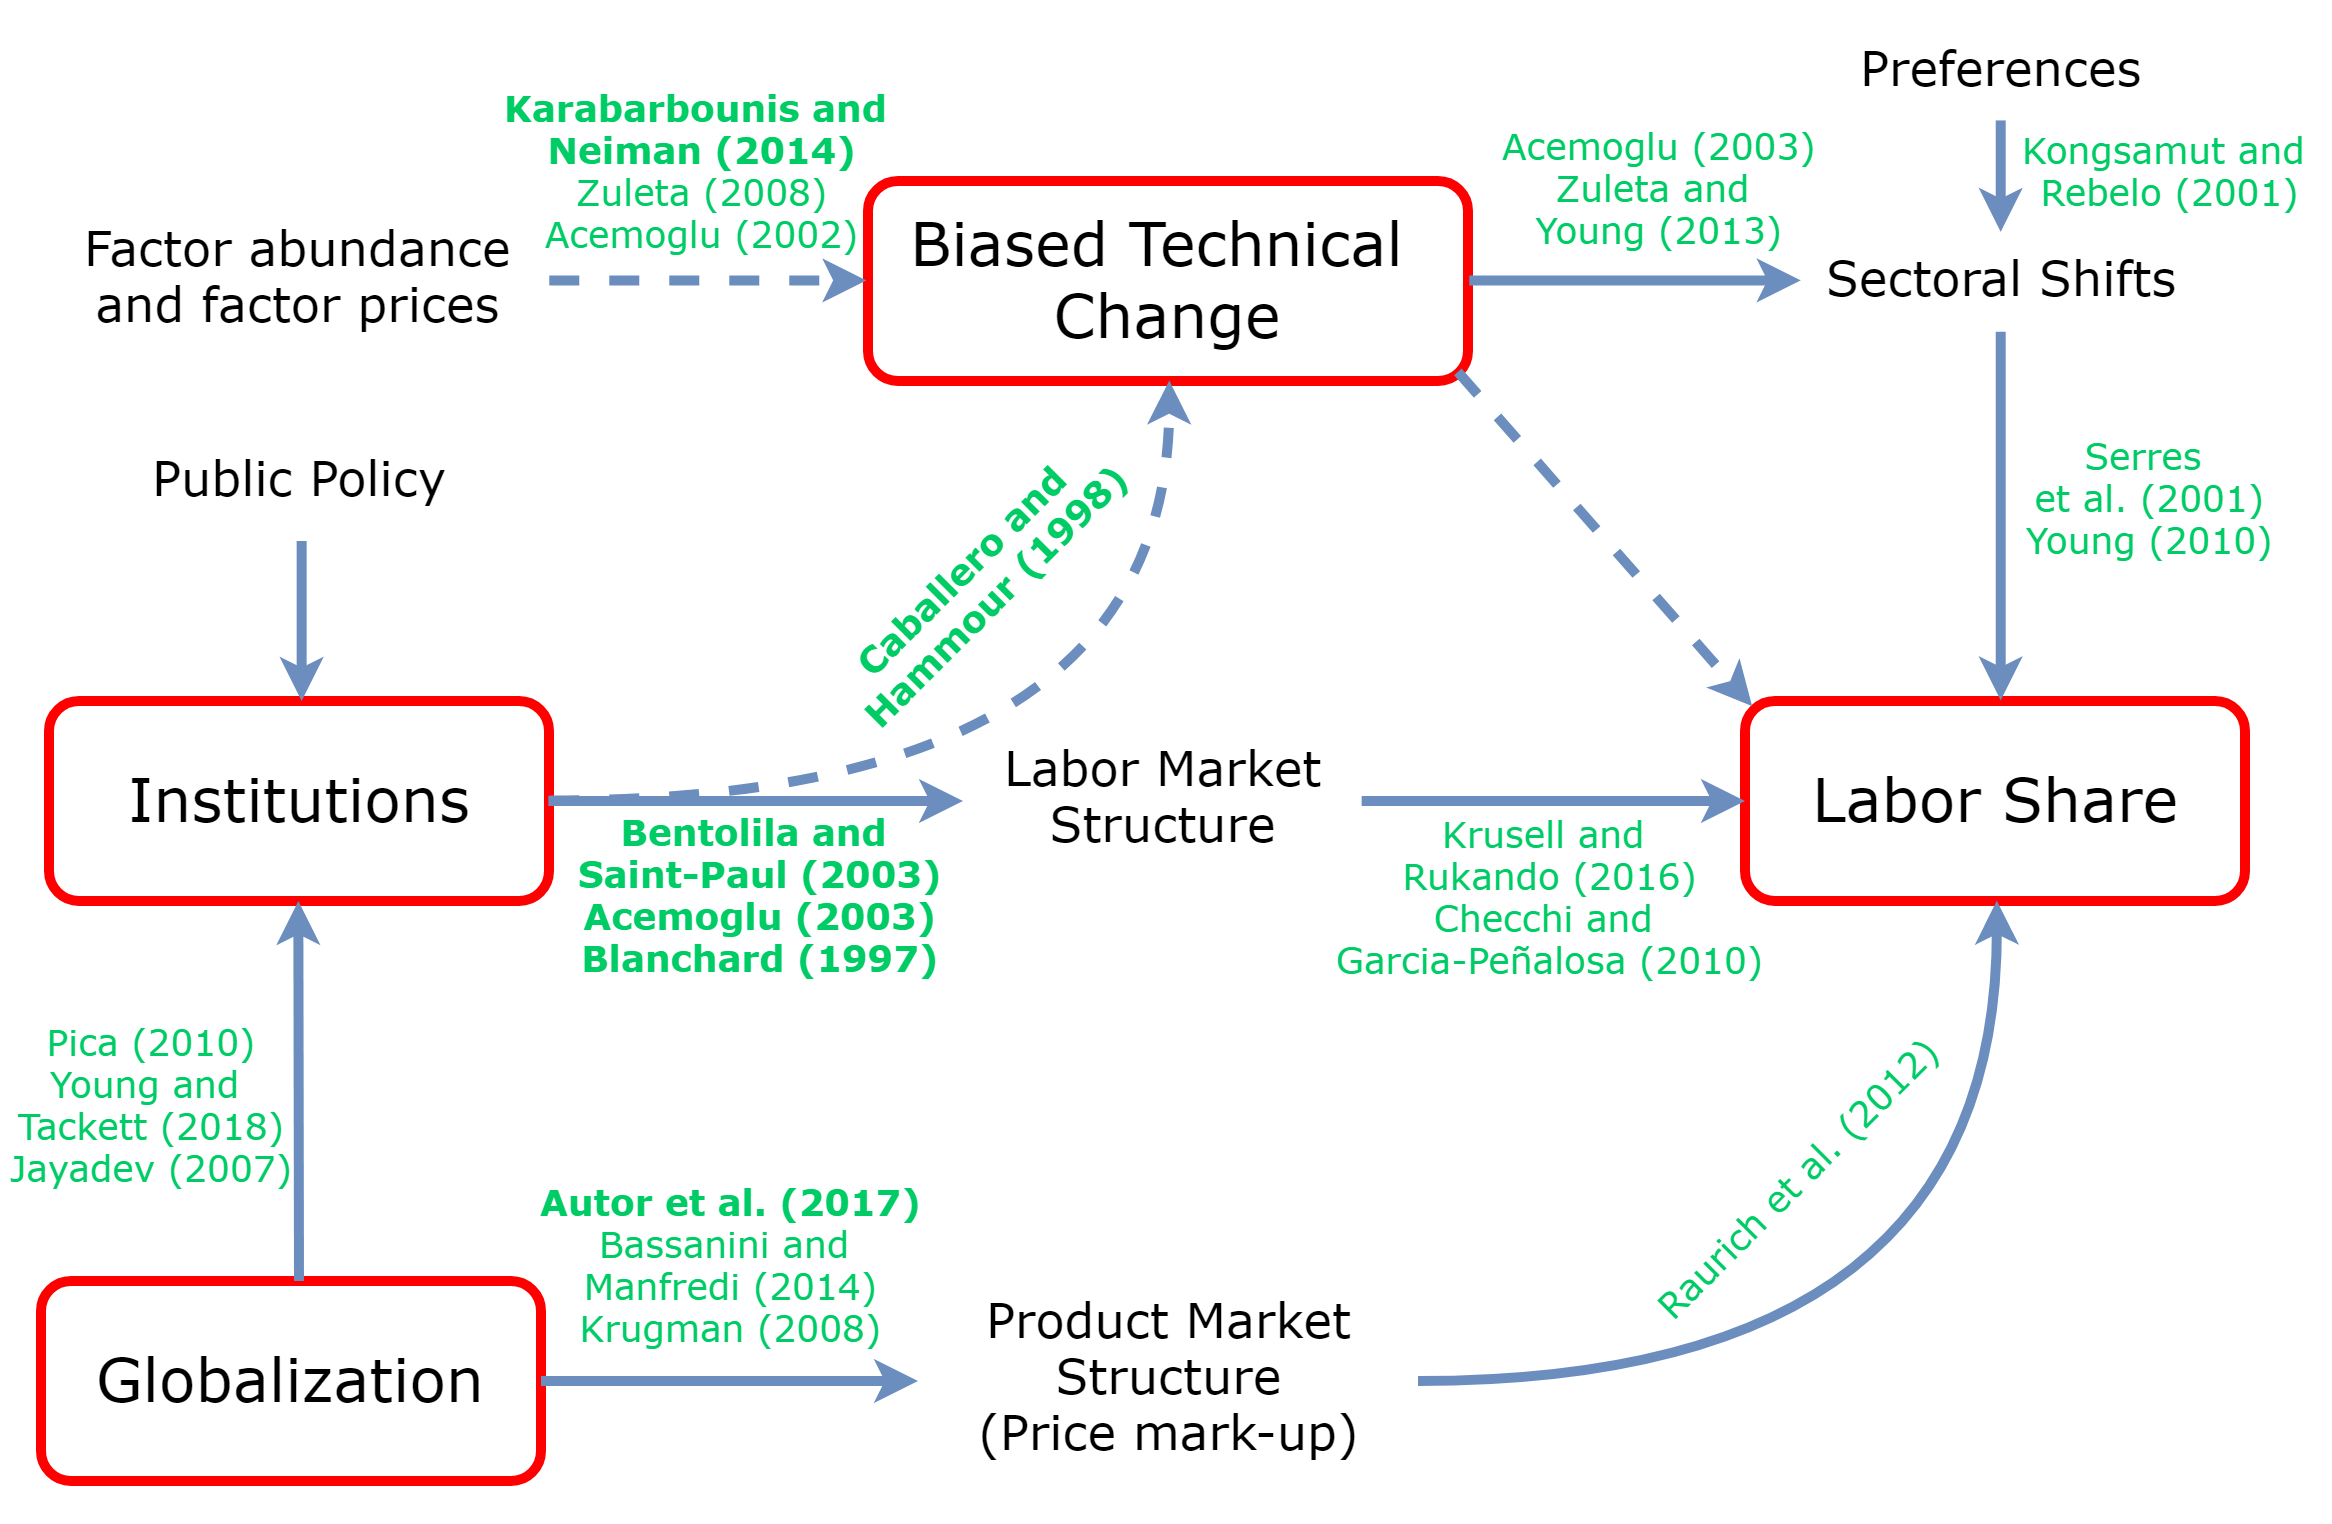 Preferences
Karabarbounis and
Neiman (2014)
Zuleta (2008)
Acemoglu (2002)
Acemoglu (2003)
Zuleta and
Young (2013)
Kongsamut and
Rebelo (2001)
Factor abundance
and factor prices
Biased Technical
Change
Sectoral Shifts
Public Policy
Caballero and
Hammour (1998)
Serres
et al. (2001)
Young (2010)
Institutions
Bentolila and
Saint-Paul (2003)
Acemoglu (2003)
Blanchard (1997)
Labor Market
Structure
Krusell and
Rukando (2016)
Checchi and
Garcia-Peñalosa (2010)
Labor Share
Pica (2010)
Young and
Tackett (2018)
Jayadev (2007)
Autor et al. (2017)
Bassanini and
Manfredi (2014)
Krugman (2008)
Raurich et al. (2012)
Globalization
Product Market
Structure
(Price mark-up)